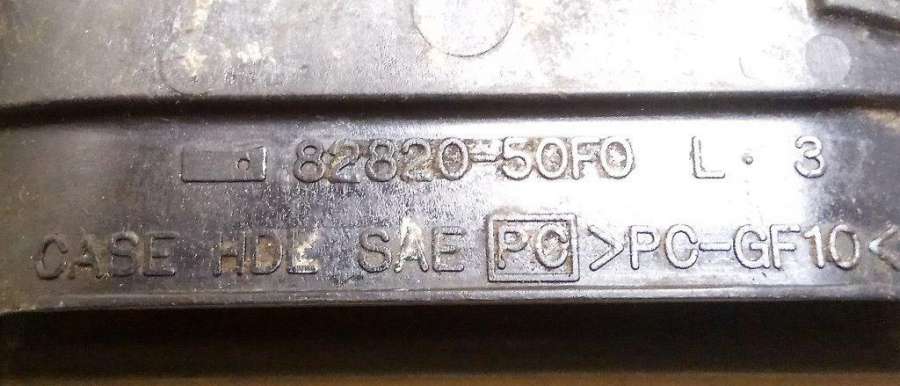 82820-50F0 L · 3
CASE HDL SAE PC >PC-GF10<